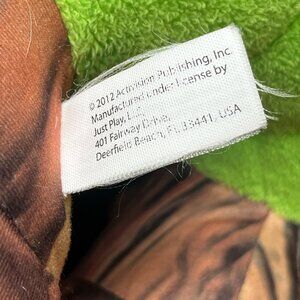 © 2012 Activision Publishing, Inc.
Manufactured under license by
Just Play, LLC
401 Fairway Drive,
Deerfield Beach, FL 33441, USA